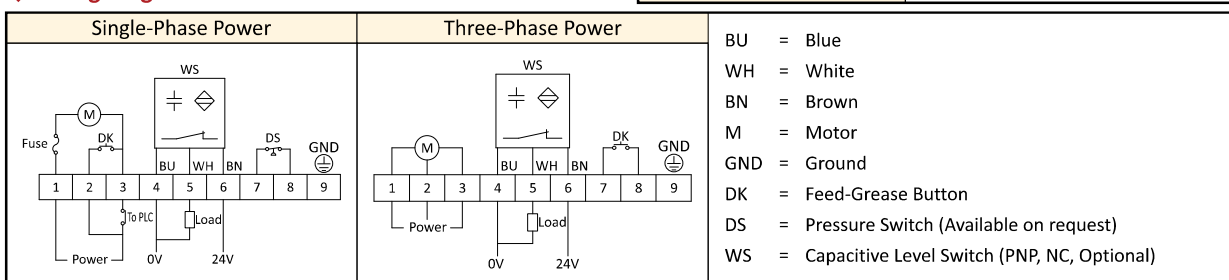 Single-Phase Power
WS
M
Fuse
DK
DS
GND
BU WH BN
1 2 3 4 5 6 7 8 9
To PLC
Load
Power
0V 24V
Three-Phase Power
WS
M
DK
GND
BU WH BN
1 2 3 4 5 6 7 8 9
Load
Power
0V 24V
BU = Blue
WH = White
BN = Brown
M = Motor
GND = Ground
DK = Feed-Grease Button
DS = Pressure Switch (Available on request)
WS = Capacitive Level Switch (PNP, NC, Optional)